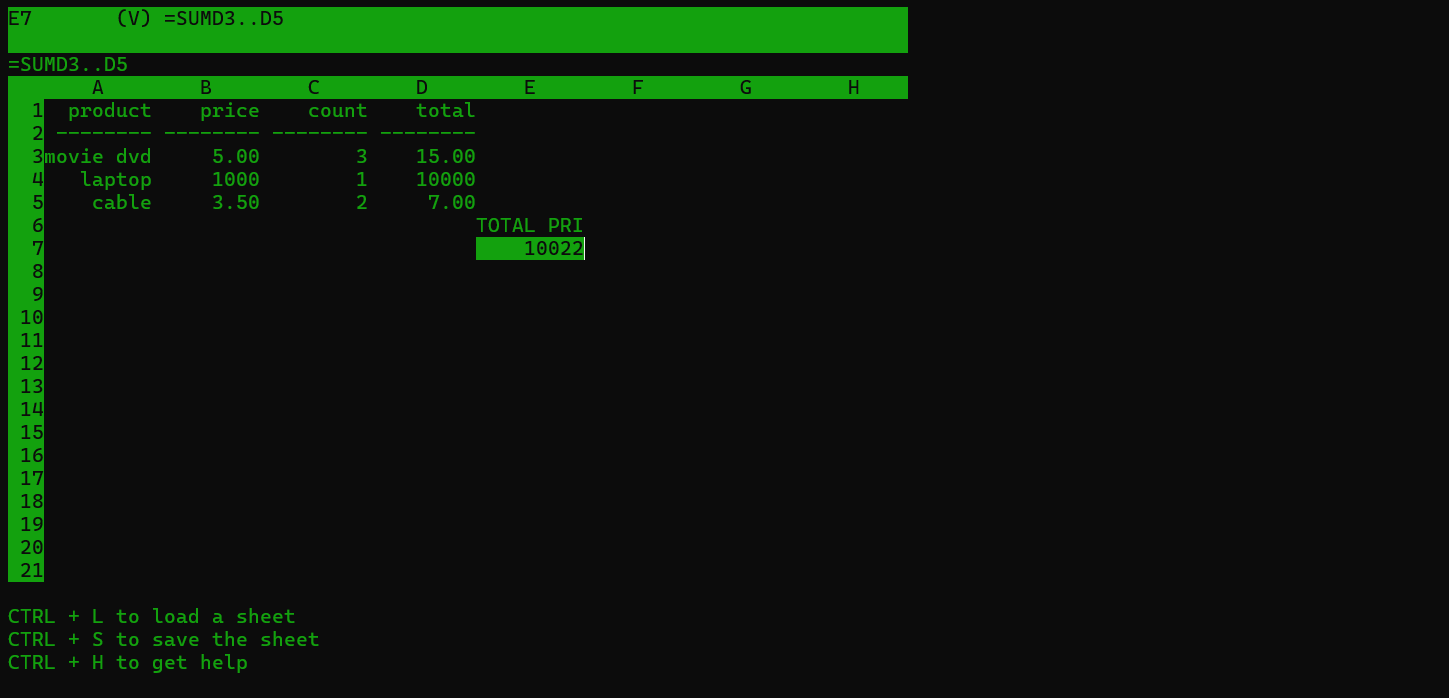 E7       (V) =SUMD3..D5
=SUMD3..D5
A B C D E F G H
1 product price count total
2 -------- -------- -------- --------
3 movie dvd 5.00 3 15.00
4 laptop 1000 1 10000
5 cable 3.50 2 7.00
6 TOTAL PRI
7 10022
8
9
10
11
12
13
14
15
16
17
18
19
20
21
CTRL + L to load a sheet
CTRL + S to save the sheet
CTRL + H to get help